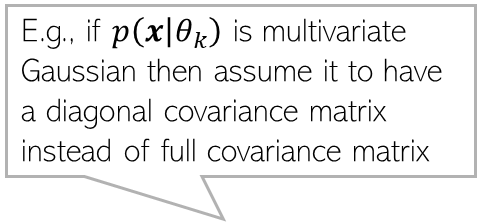 E.g., if 𝒑(𝒙|θₖ) is multivariate
Gaussian then assume it to have
a diagonal covariance matrix
instead of full covariance matrix